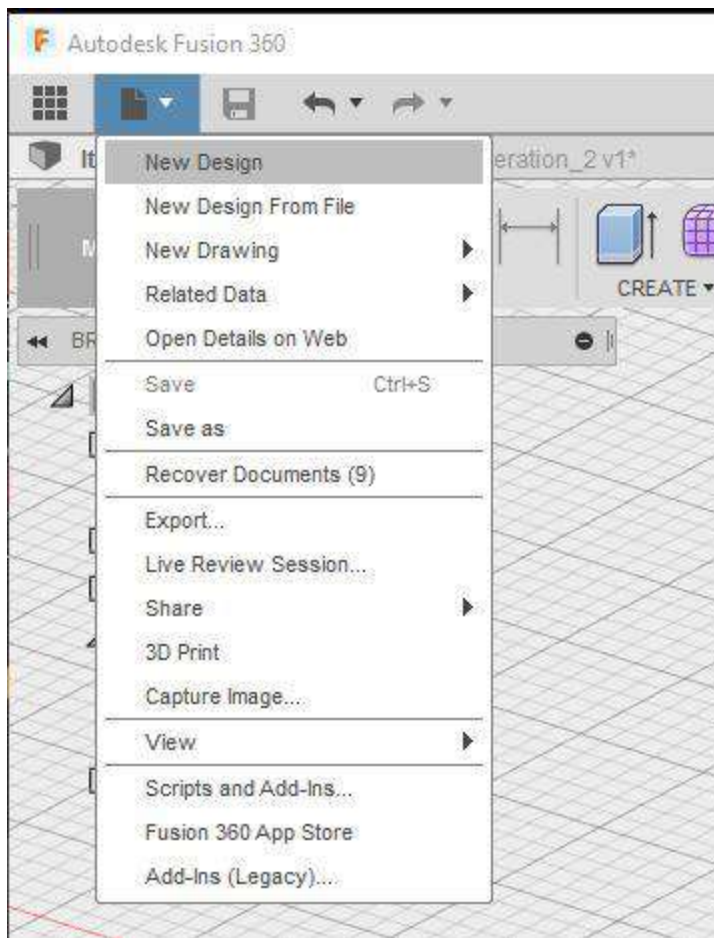 Autodesk Fusion 360
It
eration_2 v1*
New Design
New Design From File
New Drawing
Related Data
Open Details on Web
Save Ctrl+S
Save as
Recover Documents (9)
Export...
Live Review Session...
Share
3D Print
Capture Image...
View
Scripts and Add-Ins...
Fusion 360 App Store
Add-Ins (Legacy)...
M
CREATE
BR